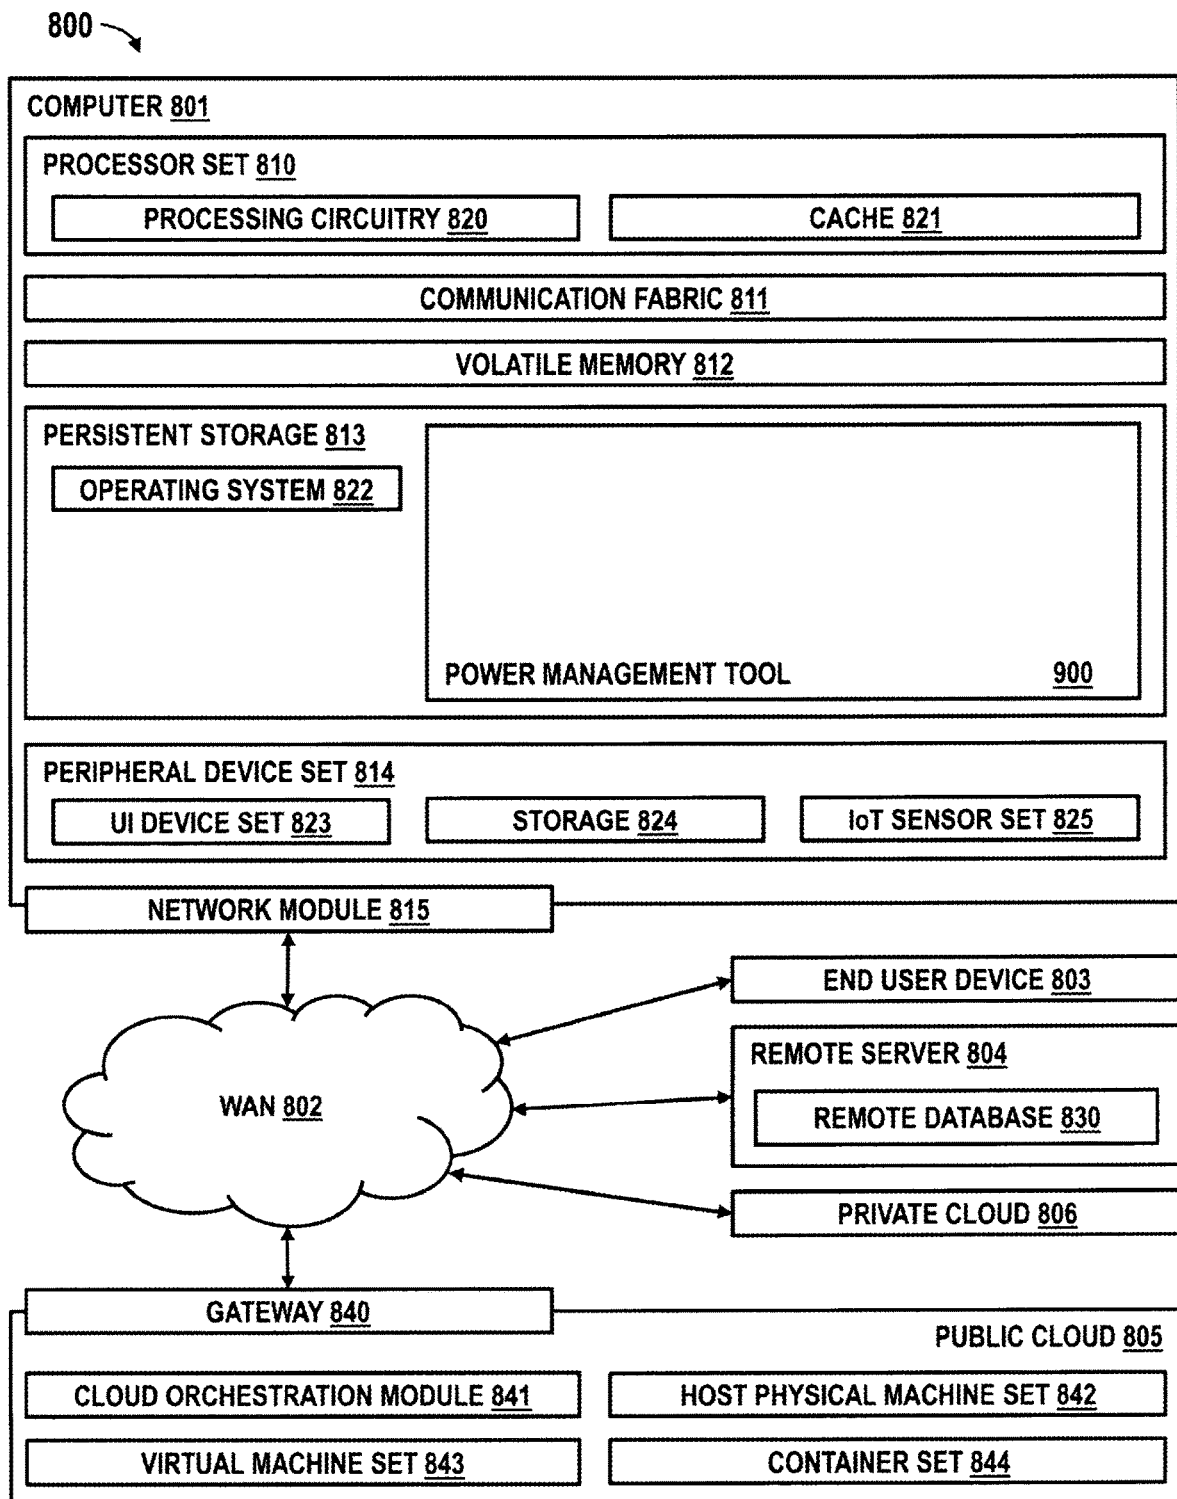 800
COMPUTER 801
PROCESSOR SET 810
PROCESSING CIRCUITRY 820
CACHE 821
COMMUNICATION FABRIC 811
VOLATILE MEMORY 812
PERSISTENT STORAGE 813
OPERATING SYSTEM 822
POWER MANAGEMENT TOOL 900
PERIPHERAL DEVICE SET 814
UI DEVICE SET 823
STORAGE 824
IoT SENSOR SET 825
NETWORK MODULE 815
END USER DEVICE 803
REMOTE SERVER 804
REMOTE DATABASE 830
WAN 802
PRIVATE CLOUD 806
GATEWAY 840
PUBLIC CLOUD 805
CLOUD ORCHESTRATION MODULE 841
HOST PHYSICAL MACHINE SET 842
VIRTUAL MACHINE SET 843
CONTAINER SET 844